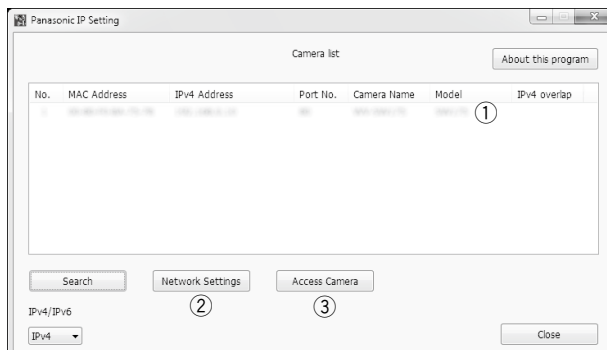 Panasonic IP Setting
Camera list
About this program
No. MAC Address IPv4 Address Port No. Camera Name Model IPv4 overlap
①
Search Network Settings Access Camera
② ③
IPv4/IPv6
IPv4 Close